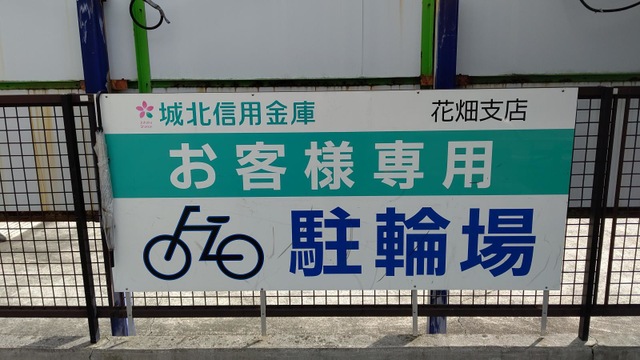 城北信用金庫 花畑支店
お客様専用
駐輪場